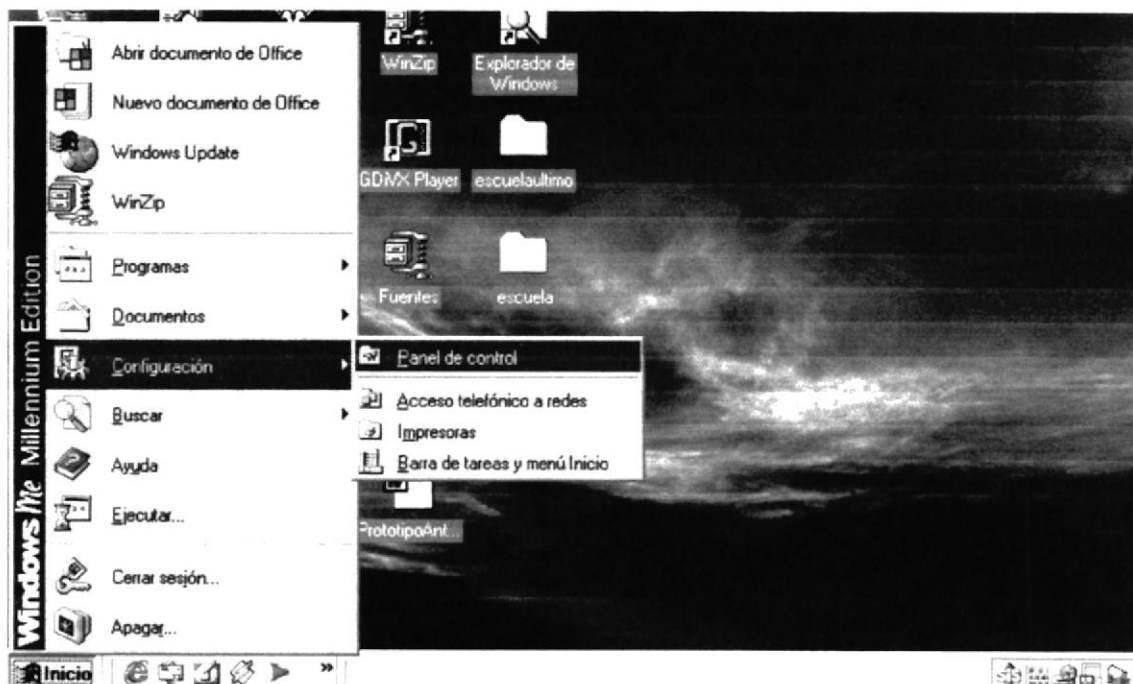 Abrir documento de Office
Nuevo documento de Office
Windows Update
WinZip
Programas
Documentos
Configuración
Buscar
Ayuda
Ejecutar...
Cerrar sesión...
Apagar...
Windows Me Millennium Edition
Panel de control
Acceso telefónico a redes
Impresoras
Barra de tareas y menú Inicio
WinZip
Explorador de
Windows
escuelaultimo
Fuentes
escuela
PrototipoAnt...
Inicio
»